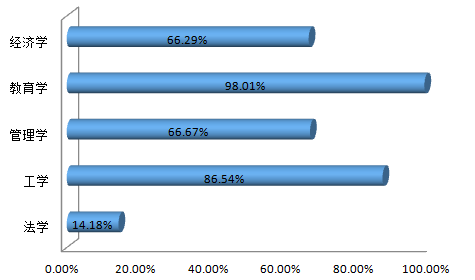 经济学 66.29%
教育学 98.01%
管理学 66.67%
工学 86.54%
法学 14.18%
0.00% 20.00% 40.00% 60.00% 80.00% 100.00%